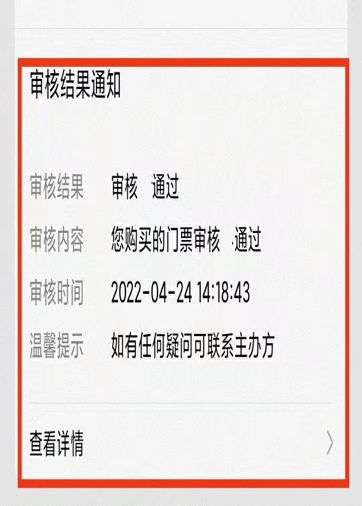 审核结果通知
审核结果 审核 通过
审核内容 您购买的门票审核 通过
审核时间 2022-04-24 14:18:43
温馨提示 如有任何疑问可联系主办方
查看详情